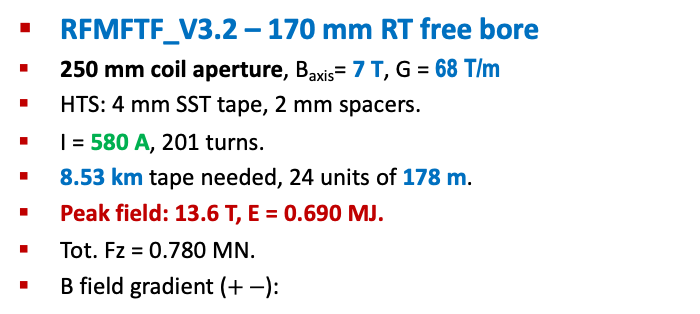 ▪ RFMFTF_V3.2 – 170 mm RT free bore
▪ 250 mm coil aperture, Baxis= 7 T, G = 68 T/m
▪ HTS: 4 mm SST tape, 2 mm spacers.
▪ I = 580 A, 201 turns.
▪ 8.53 km tape needed, 24 units of 178 m.
▪ Peak field: 13.6 T, E = 0.690 MJ.
▪ Tot. Fz = 0.780 MN.
▪ B field gradient (+ –):